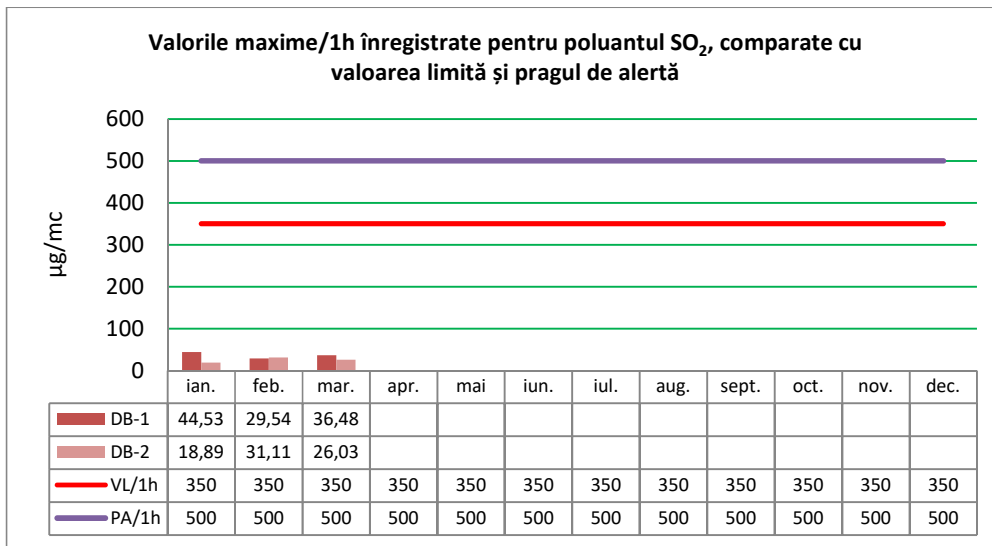 Valorile maxime/1h înregistrate pentru poluantul SO₂, comparate cu
valoarea limită și pragul de alertă
600
500
400
300
200
100
0
µg/mc
ian. feb. mar. apr. mai iun. iul. aug. sept. oct. nov. dec.
DB-1 44,53 29,54 36,48
DB-2 18,89 31,11 26,03
VL/1h 350 350 350 350 350 350 350 350 350 350 350 350
PA/1h 500 500 500 500 500 500 500 500 500 500 500 500